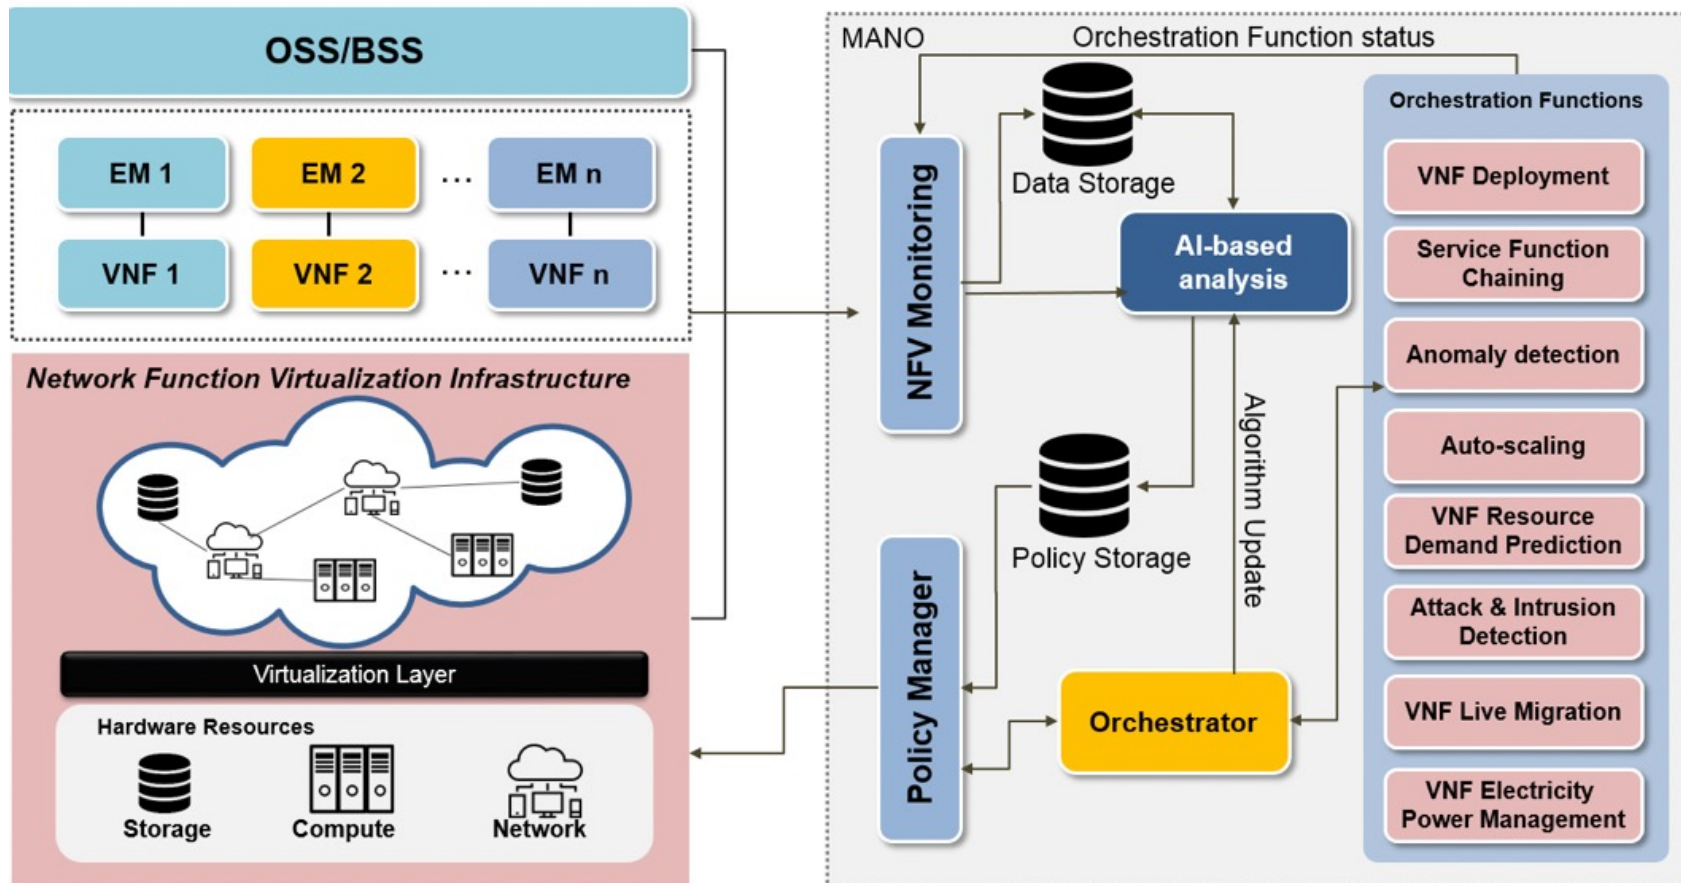 OSS/BSS
EM 1
EM 2
...
EM n
VNF 1
VNF 2
...
VNF n
Network Function Virtualization Infrastructure
Virtualization Layer
Hardware Resources
Storage
Compute
Network
MANO
Orchestration Function status
NFV Monitoring
Data Storage
AI-based
analysis
Algorithm Update
Policy Storage
Policy Manager
Orchestrator
Orchestration Functions
VNF Deployment
Service Function
Chaining
Anomaly detection
Auto-scaling
VNF Resource
Demand Prediction
Attack & Intrusion
Detection
VNF Live Migration
VNF Electricity
Power Management